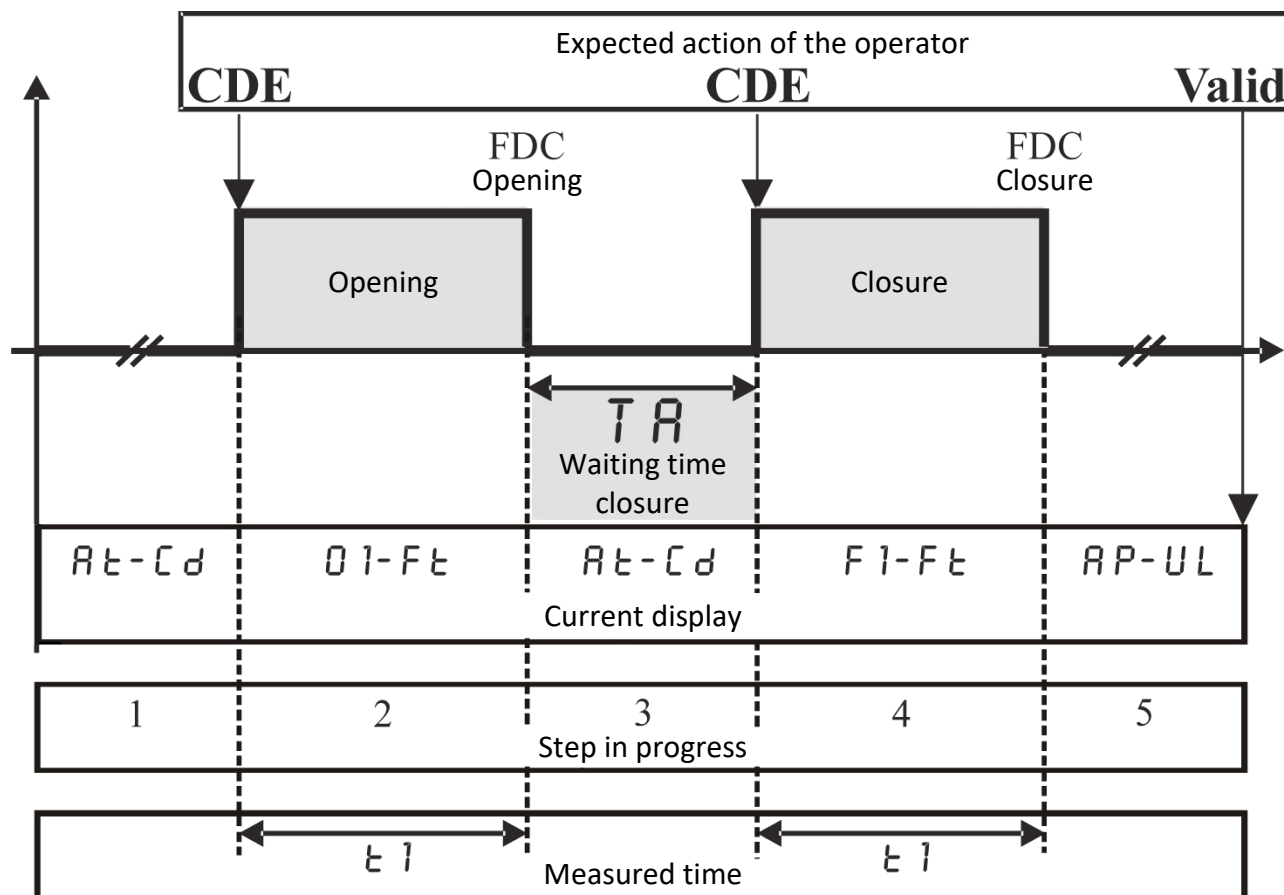 Expected action of the operator
CDE CDE Valid
FDC FDC
Opening Closure
Opening Closure
TA
Waiting time
closure
At-Cd 01-Ft At-Cd F1-Ft AP-UL
Current display
1 2 3 4 5
Step in progress
t1 t1
Measured time